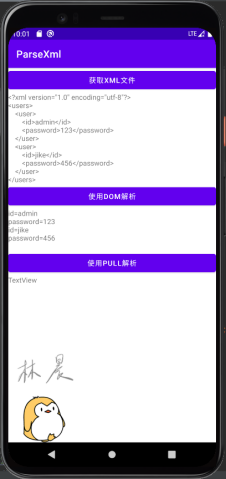 10:01
LTE
ParseXml
获取XML文件
<?xml version="1.0" encoding="utf-8"?>
<users>
<user>
<id>admin</id>
<password>123</password>
</user>
<user>
<id>jike</id>
<password>456</password>
</user>
</users>
使用DOM解析
id=admin
password=123
id=jike
password=456
使用PULL解析
TextView
林晨